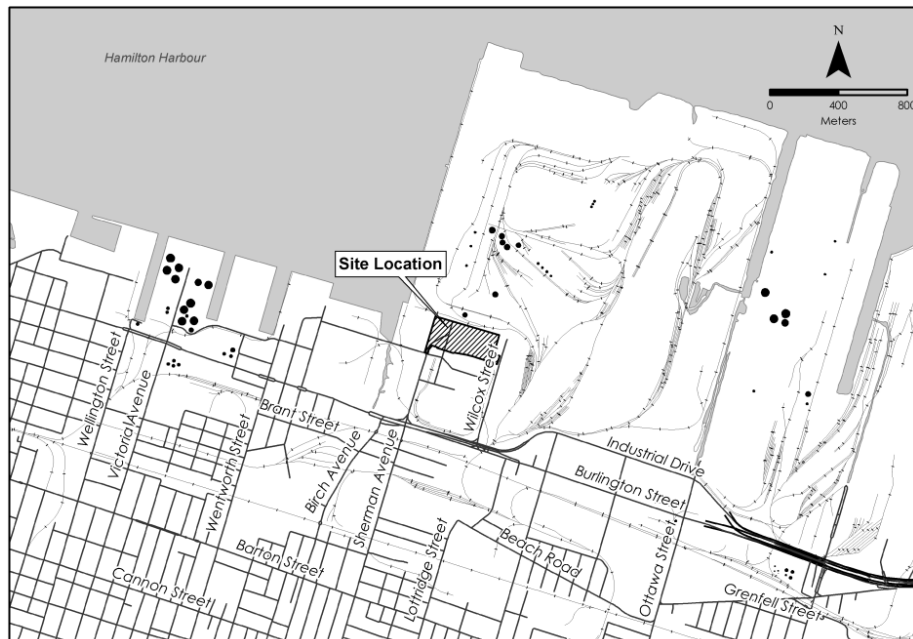 Hamilton Harbour
N
0 400 800
Meters
Site Location
Wellington Street
Victoria Avenue
Wentworth Street
Brant Street
Birch Avenue
Sherman Avenue
Wilcox Street
Industrial Drive
Burlington Street
Lottridge Street
Beach Road
Ottawa Street
Barton Street
Cannon Street
Grenfell Street